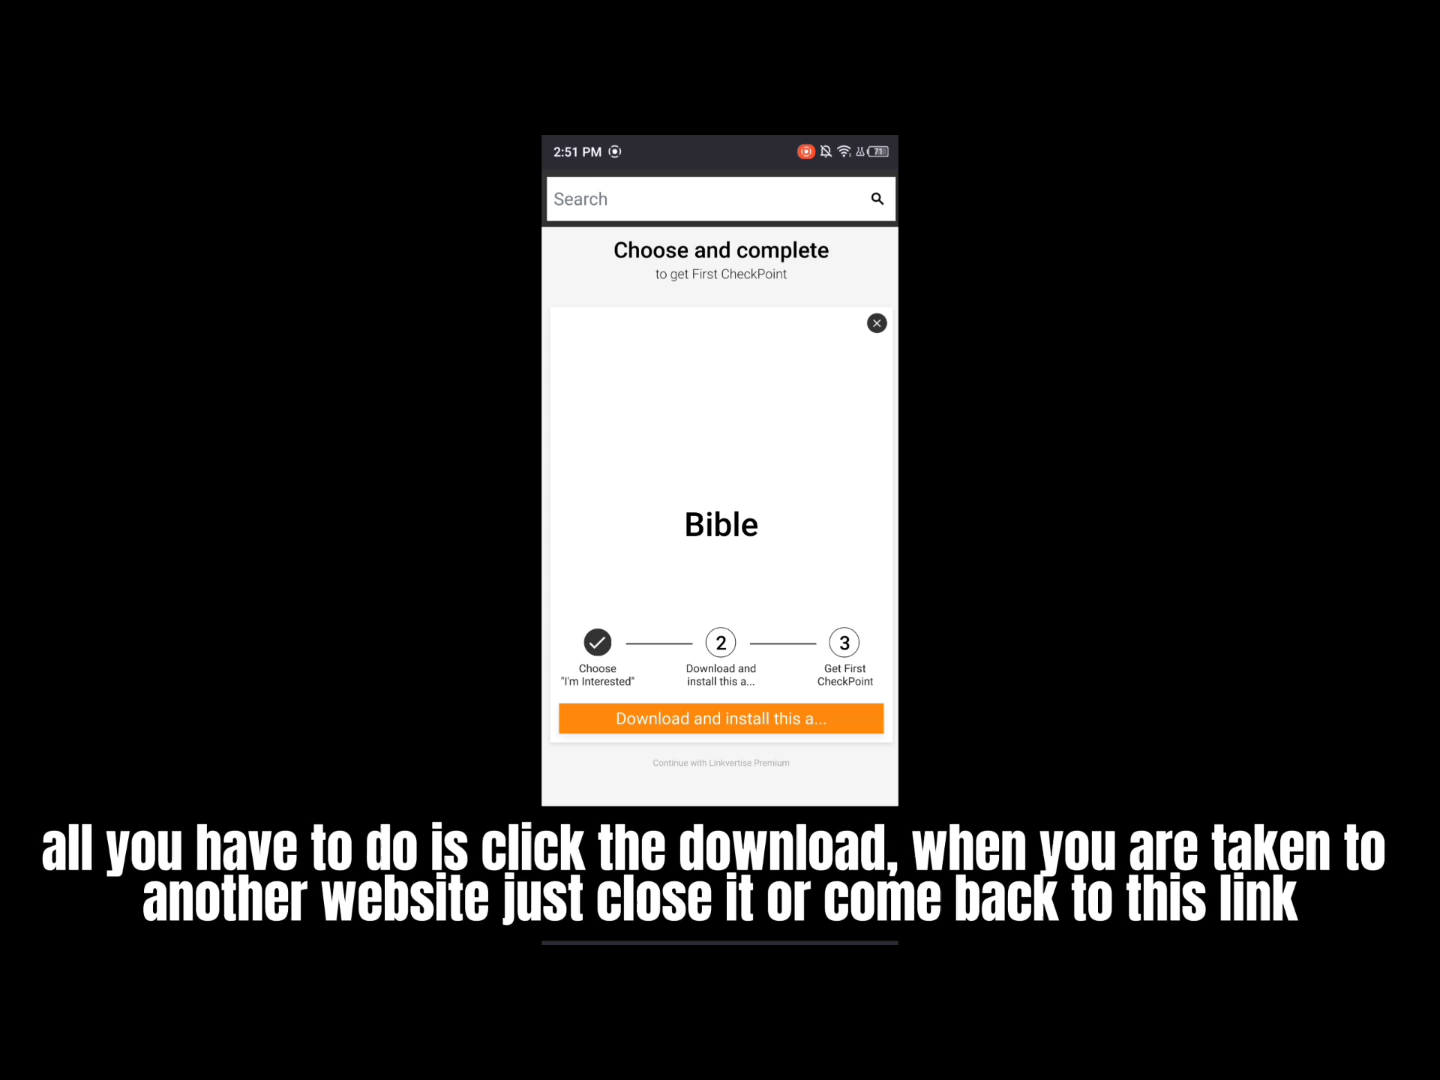 2:51 PM
71
Search
Choose and complete
to get First CheckPoint
Bible
2
3
Choose
"I'm Interested"
Download and
install this a...
Get First
CheckPoint
Download and install this a...
Continue with Linkvertise Premium
all you have to do is click the download, when you are taken to
another website just close it or come back to this link